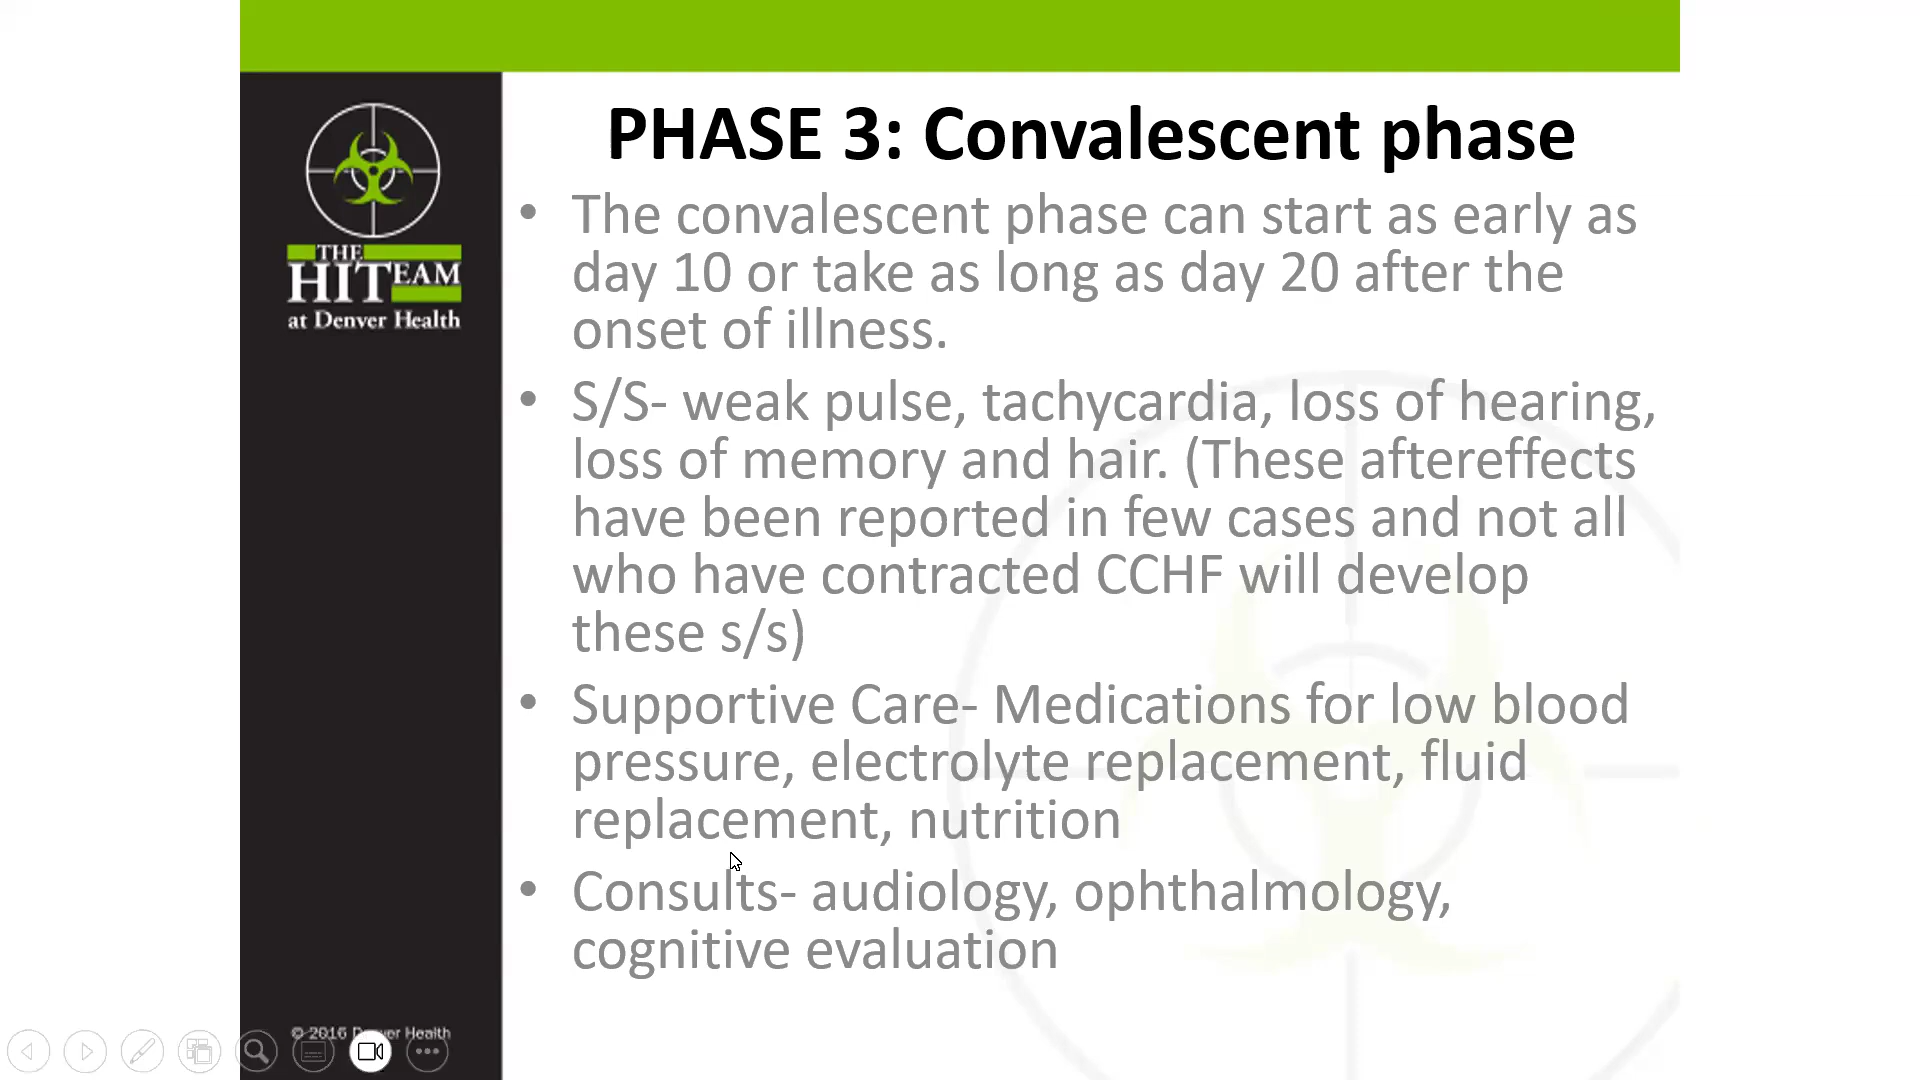 PHASE 3: Convalescent phase
THE
HITEAM
at Denver Health
• The convalescent phase can start as early as
day 10 or take as long as day 20 after the
onset of illness.
• S/S- weak pulse, tachycardia, loss of hearing,
loss of memory and hair. (These aftereffects
have been reported in few cases and not all
who have contracted CCHF will develop
these s/s)
• Supportive Care- Medications for low blood
pressure, electrolyte replacement, fluid
replacement, nutrition
• Consults- audiology, ophthalmology,
cognitive evaluation
© 2016 Denver Health